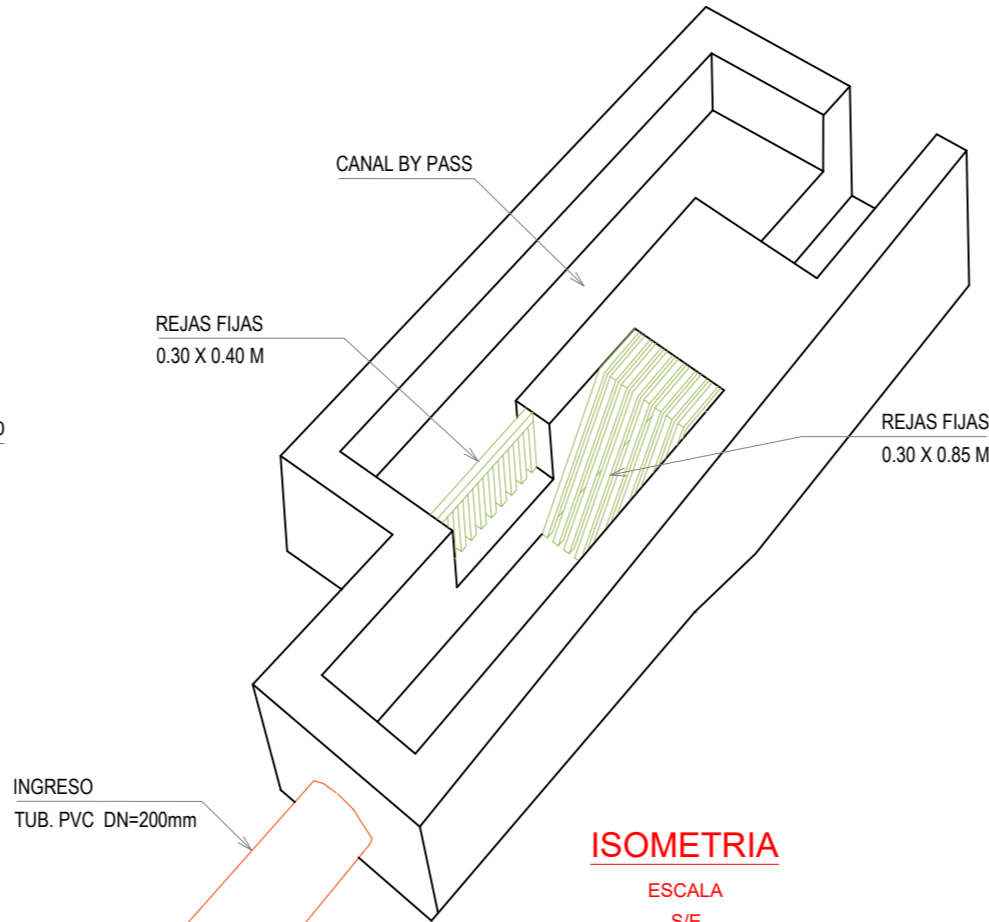 CANAL BY PASS
REJAS FIJAS
0.30 X 0.40 M
REJAS FIJAS
0.30 X 0.85 M
INGRESO
TUB. PVC DN=200mm
ISOMETRIA
ESCALA
S/E